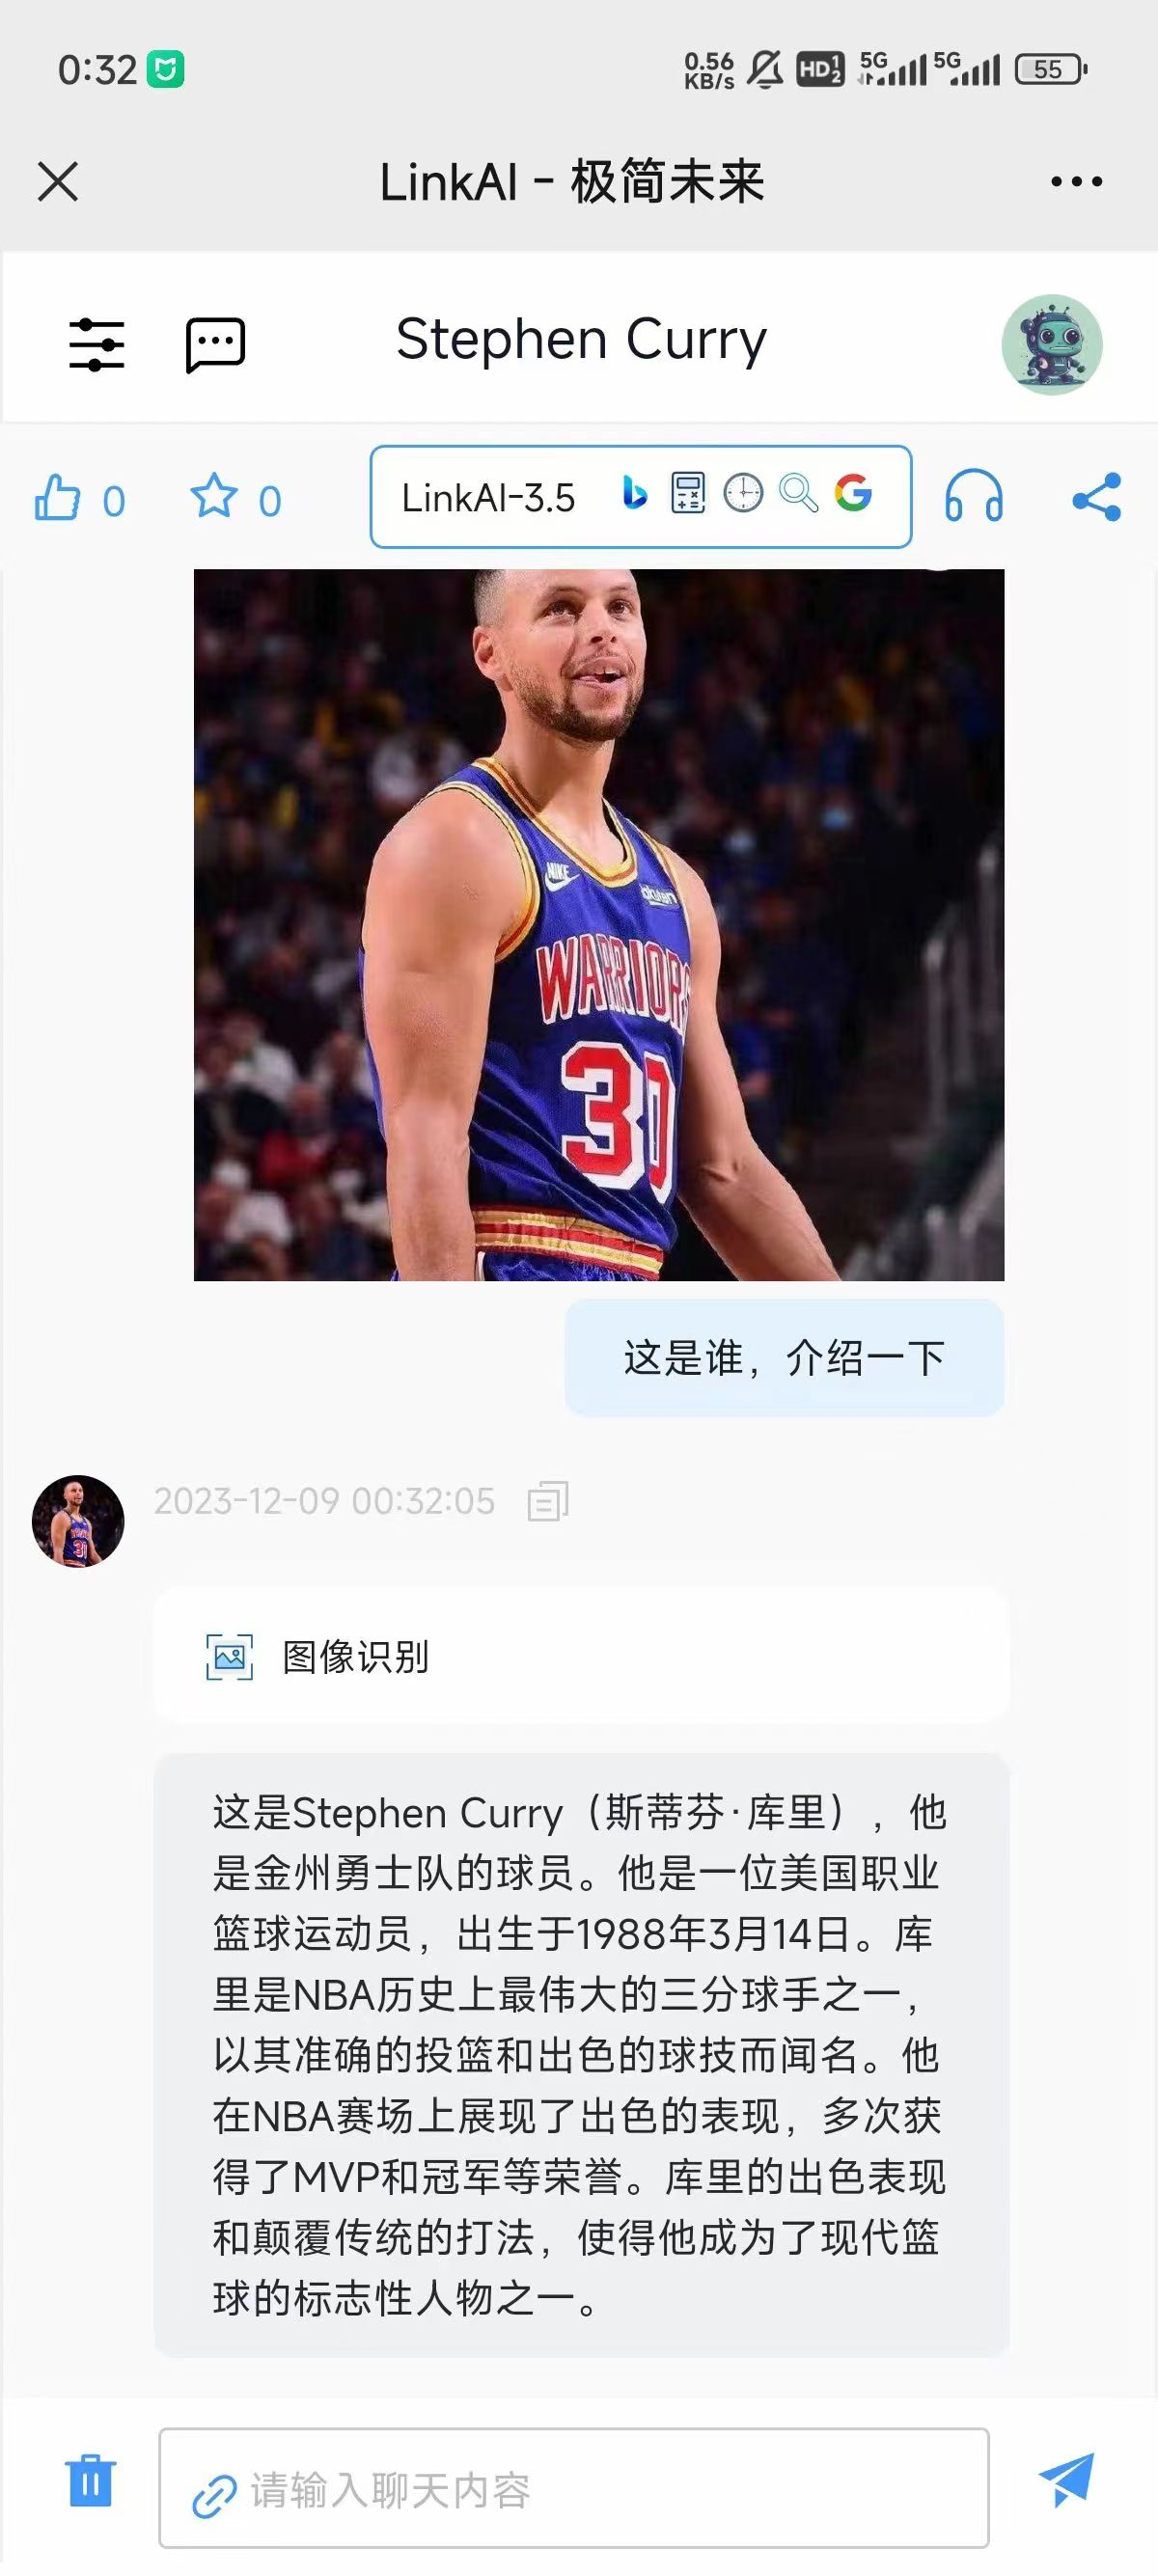 0:32
0.56 KB/s HD 1 2 5G 5G 55
LinkAI - 极简未来
Stephen Curry
0 0 LinkAI-3.5
NIKE
Rakuten
WARRIORS
30
这是谁，介绍一下
2023-12-09 00:32:05
图像识别
这是Stephen Curry（斯蒂芬·库里），他
是金州勇士队的球员。他是一位美国职业
篮球运动员，出生于1988年3月14日。库
里是NBA历史上最伟大的三分球手之一，
以其准确的投篮和出色的球技而闻名。他
在NBA赛场上展现了出色的表现，多次获
得了MVP和冠军等荣誉。库里的出色表现
和颠覆传统的打法，使得他成为了现代篮
球的标志性人物之一。
请输入聊天内容